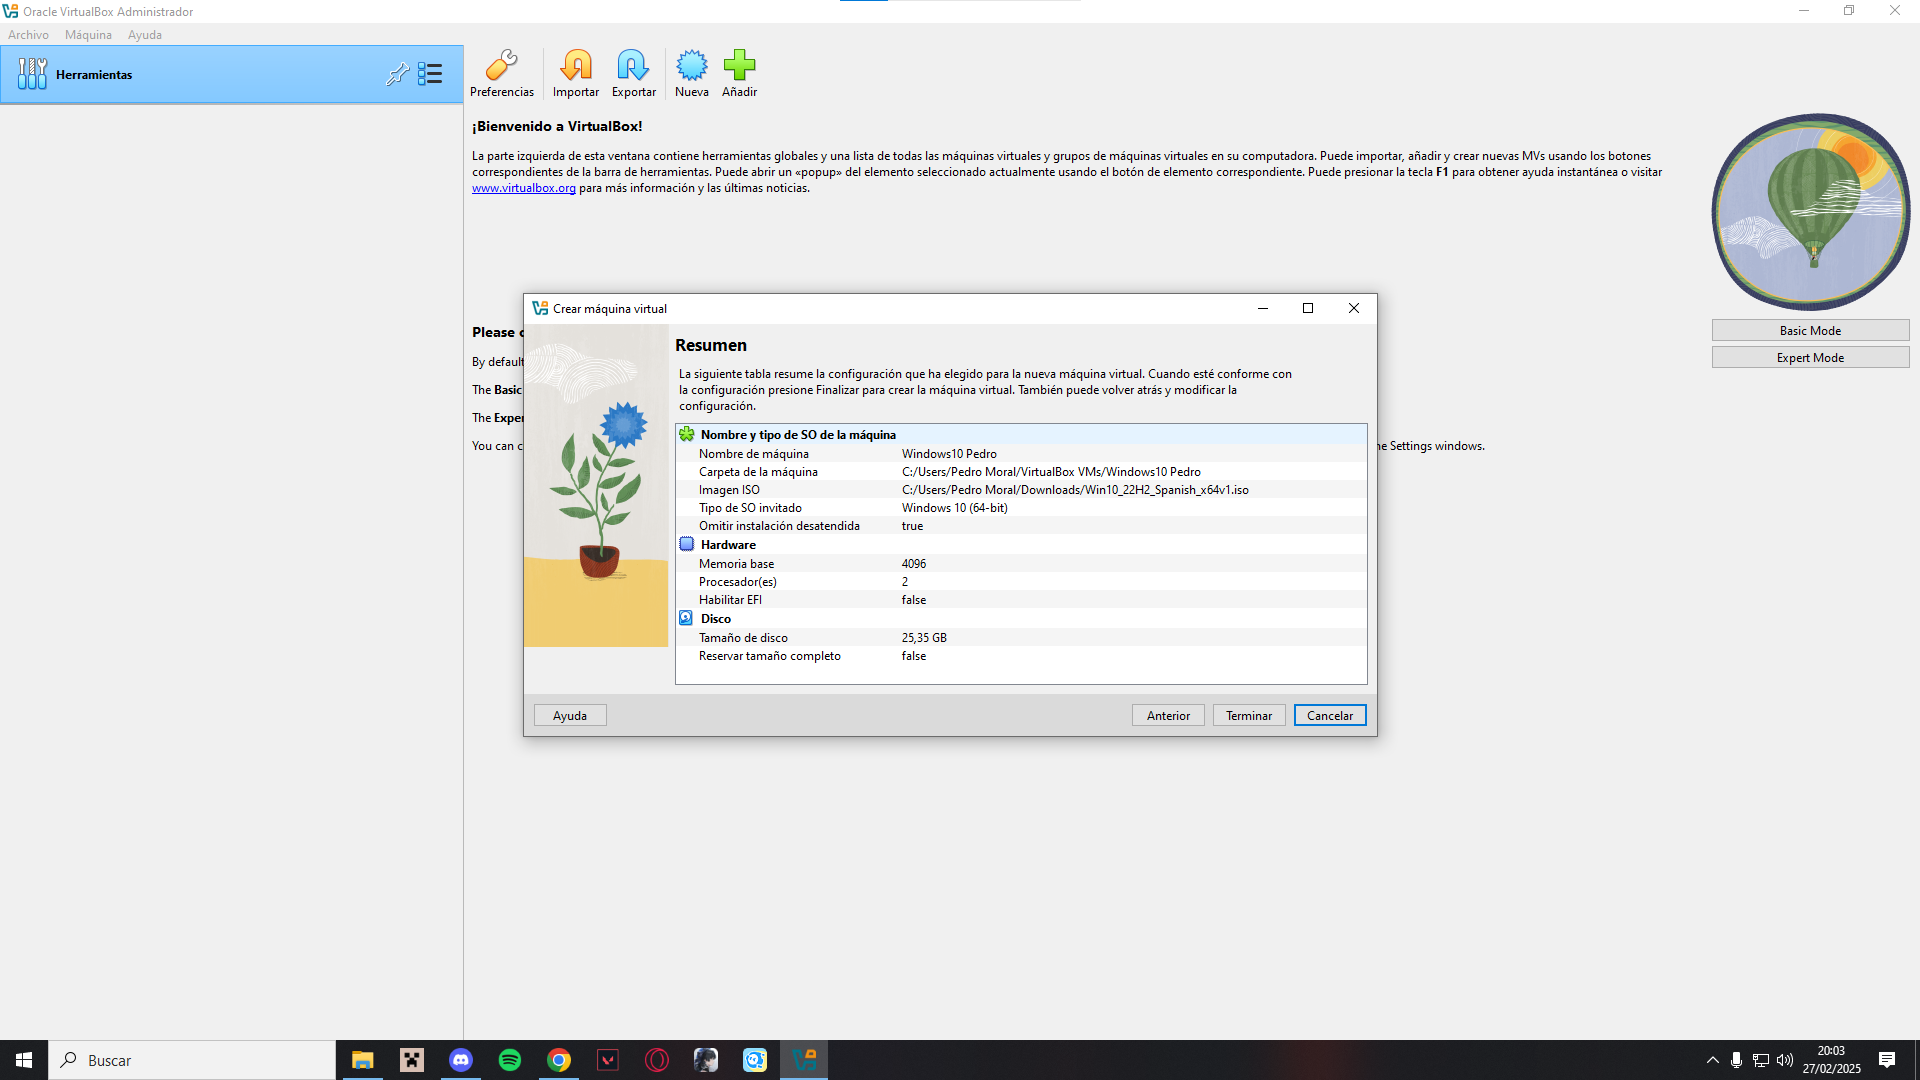 Oracle VirtualBox Administrador
Archivo Máquina Ayuda
Herramientas
Preferencias Importar Exportar Nueva Añadir
¡Bienvenido a VirtualBox!
La parte izquierda de esta ventana contiene herramientas globales y una lista de todas las máquinas virtuales y grupos de máquinas virtuales en su computadora. Puede importar, añadir y crear nuevas MVs usando los botones
correspondientes de la barra de herramientas. Puede abrir un «popup» del elemento seleccionado actualmente usando el botón de elemento correspondiente. Puede presionar la tecla F1 para obtener ayuda instantánea o visitar
www.virtualbox.org para más información y las últimas noticias.
Please
By default
The Basic
The Exper
You can c
he Settings windows.
Basic Mode
Expert Mode
Crear máquina virtual
Resumen
La siguiente tabla resume la configuración que ha elegido para la nueva máquina virtual. Cuando esté conforme con
la configuración presione Finalizar para crear la máquina virtual. También puede volver atrás y modificar la
configuración.
Nombre y tipo de SO de la máquina
Nombre de máquina Windows10 Pedro
Carpeta de la máquina C:/Users/Pedro Moral/VirtualBox VMs/Windows10 Pedro
Imagen ISO C:/Users/Pedro Moral/Downloads/Win10_22H2_Spanish_x64v1.iso
Tipo de SO invitado Windows 10 (64-bit)
Omitir instalación desatendida true
Hardware
Memoria base 4096
Procesador(es) 2
Habilitar EFI false
Disco
Tamaño de disco 25,35 GB
Reservar tamaño completo false
Ayuda Anterior Terminar Cancelar
Buscar
20:03
27/02/2025